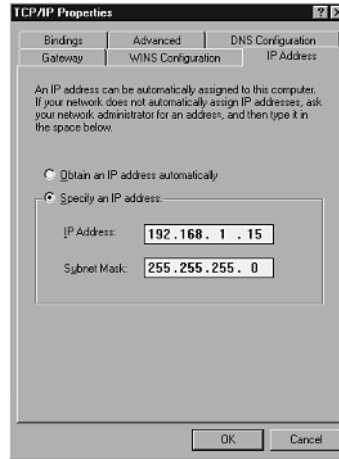 TCP/IP Properties
Bindings Advanced DNS Configuration
Gateway WINS Configuration IP Address
An IP address can be automatically assigned to this computer.
If your network does not automatically assign IP addresses, ask
your network administrator for an address, and then type it in
the space below.
Obtain an IP address automatically
Specify an IP address:
IP Address: 192.168. 1 .15
Subnet Mask: 255.255.255. 0
OK Cancel